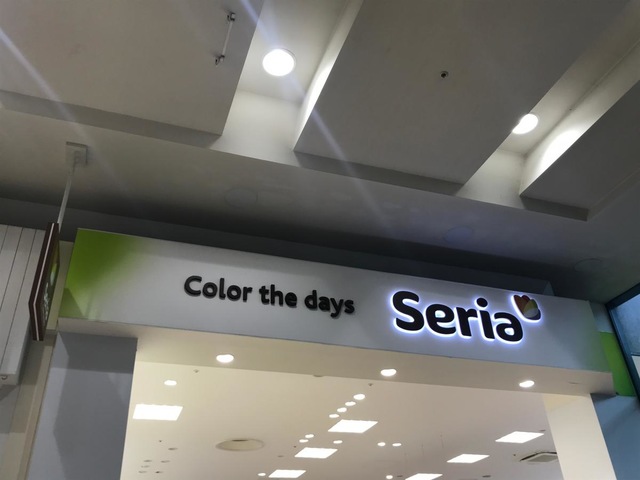 Color the days Seria